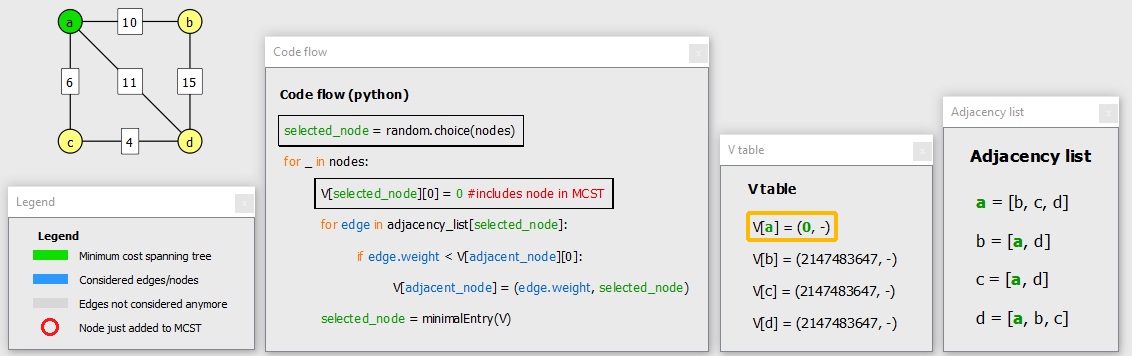 a
10
b
6
11
15
c
4
d
Legend
x
Legend
Minimum cost spanning tree
Considered edges/nodes
Edges not considered anymore
Node just added to MCST
Code flow
x
Code flow (python)
selected_node = random.choice(nodes)
for _ in nodes:
V[selected_node][0] = 0 #includes node in MCST
for edge in adjacency_list[selected_node]:
if edge.weight < V[adjacent_node][0]:
V[adjacent_node] = (edge.weight, selected_node)
selected_node = minimalEntry(V)
V table
x
V table
V[a] = (0, -)
V[b] = (2147483647, -)
V[c] = (2147483647, -)
V[d] = (2147483647, -)
Adjacency list
x
Adjacency list
a = [b, c, d]
b = [a, d]
c = [a, d]
d = [a, b, c]